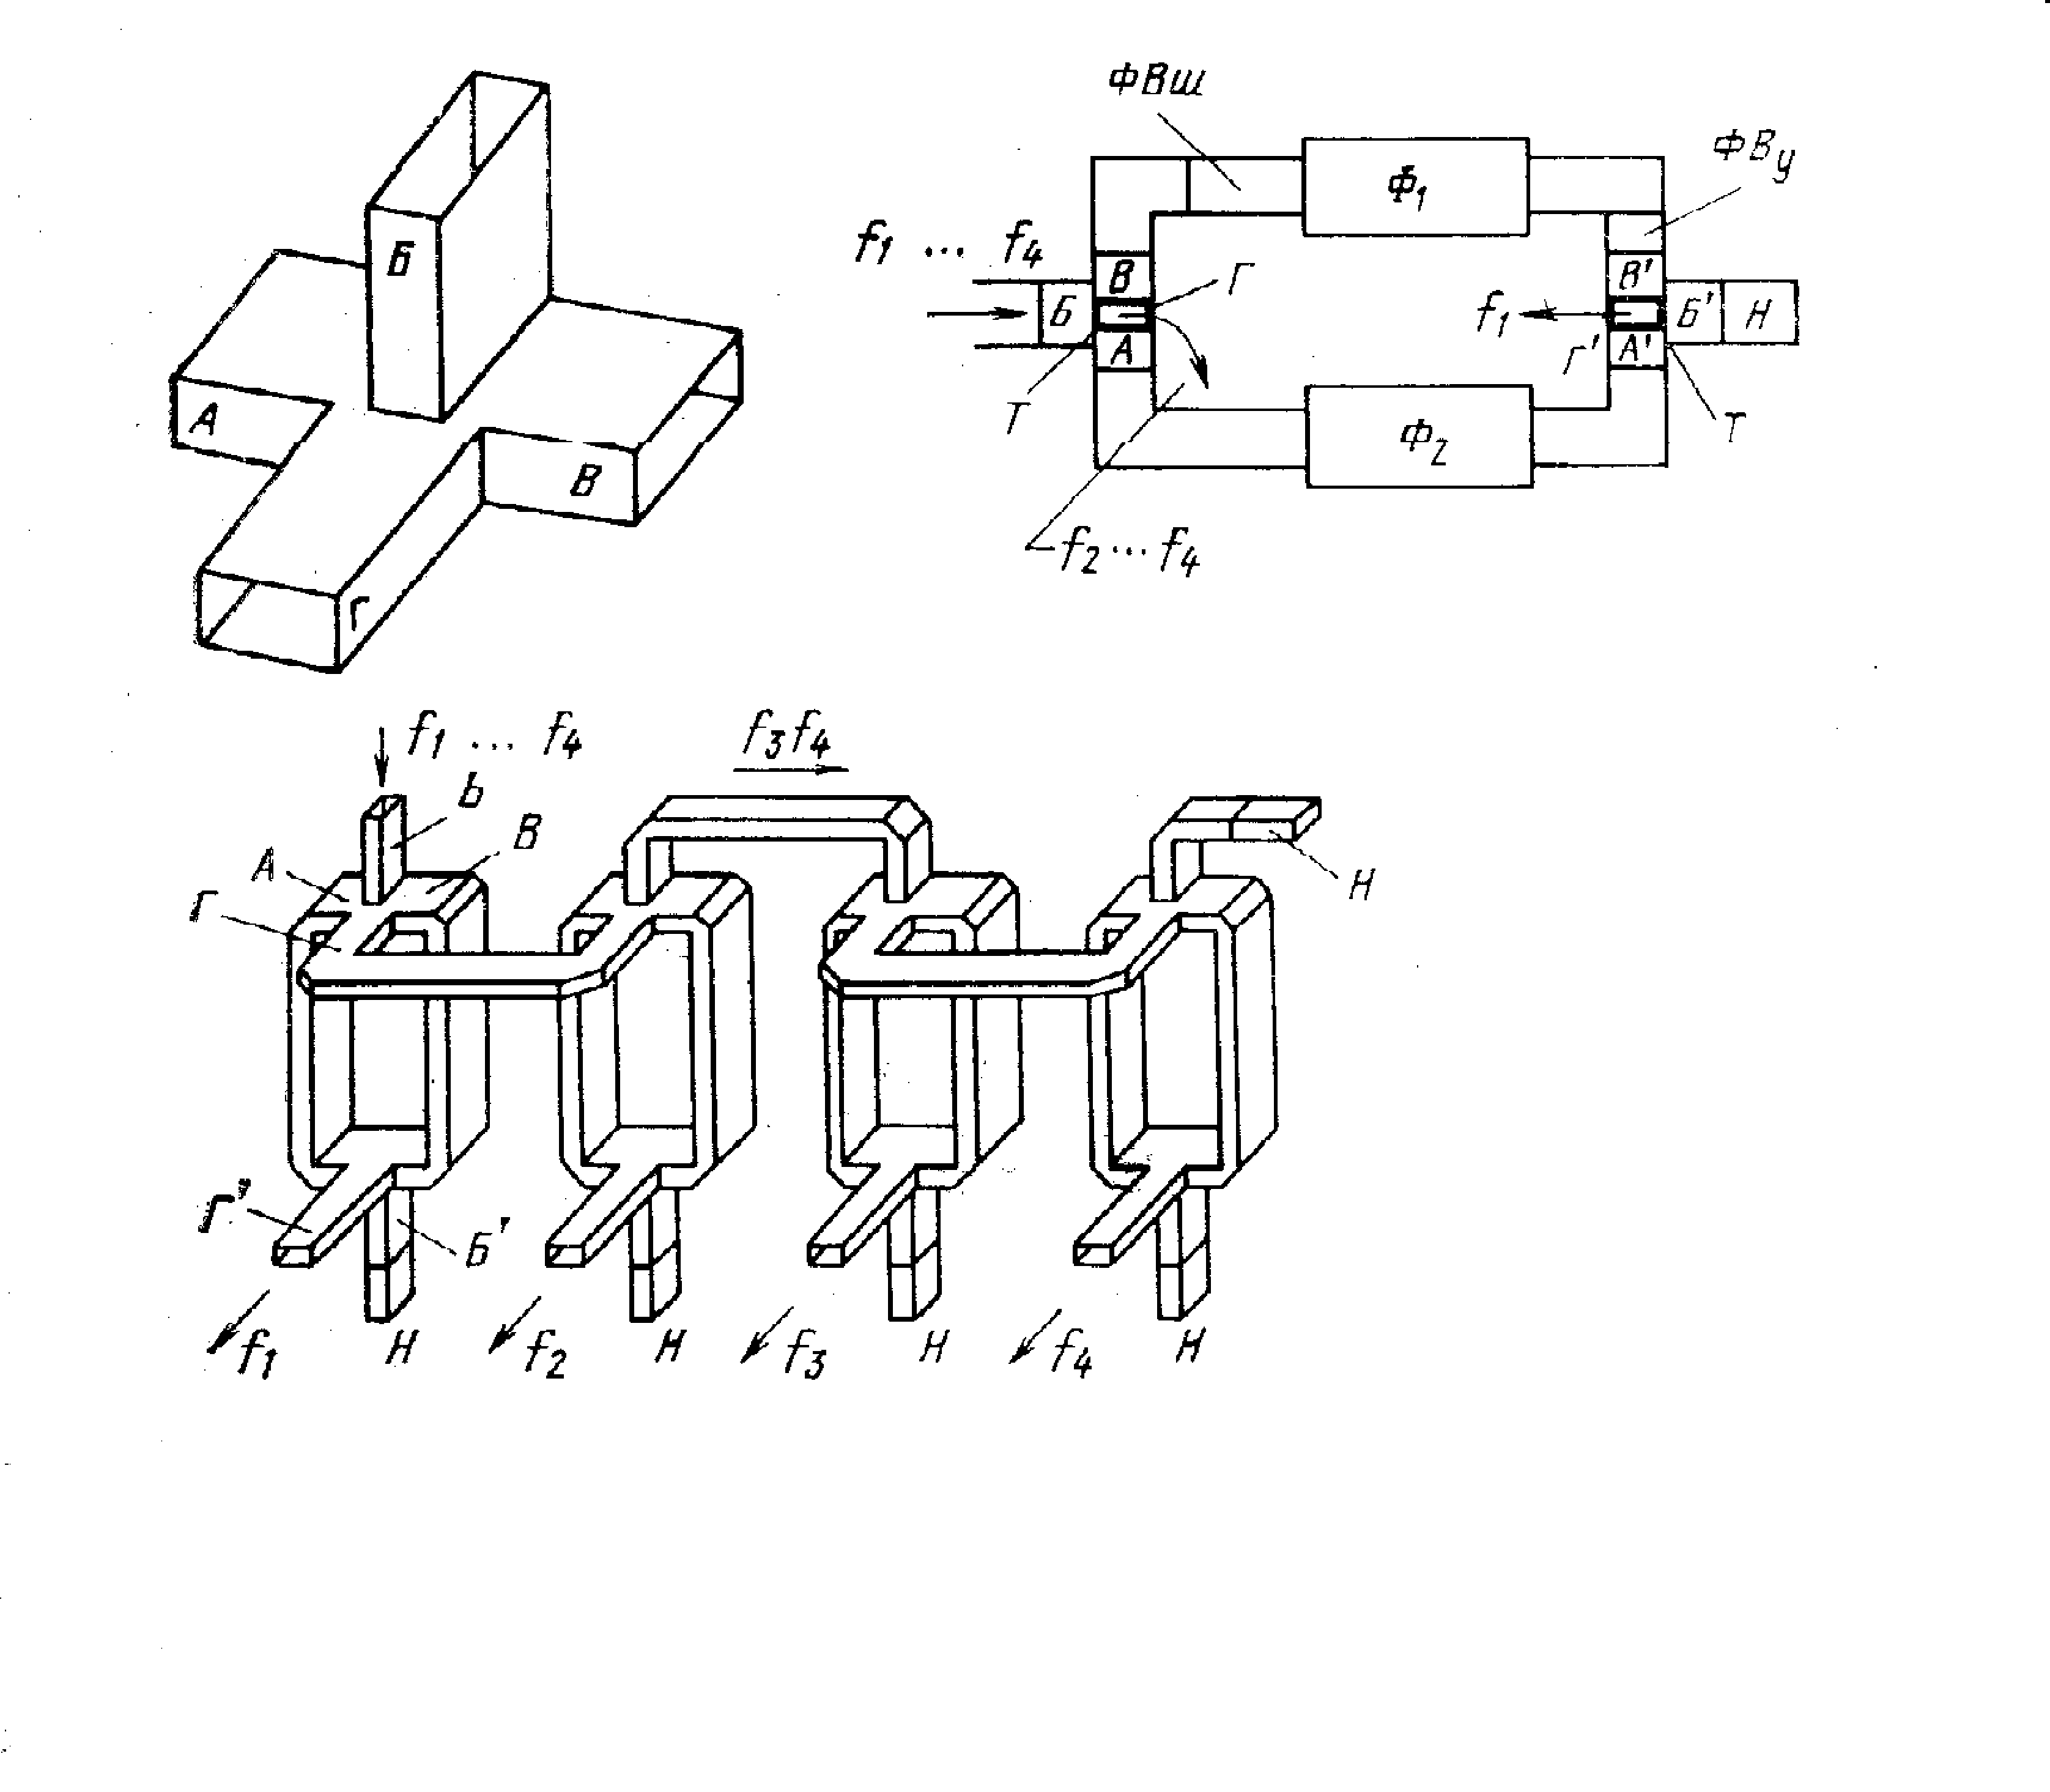 Б
А
В
Г
ФВш
ФВу
Ф1
f1 ... f4
Б
В
Г
А
Т
f1
В'
Б'
Н
Г'
А'
Т
Ф2
f2 ... f4
f1 ... f4
f3 f4
Ь
В
А
Г
Н
Г'
Б'
f1
Н
f2
Н
f3
Н
f4
Н